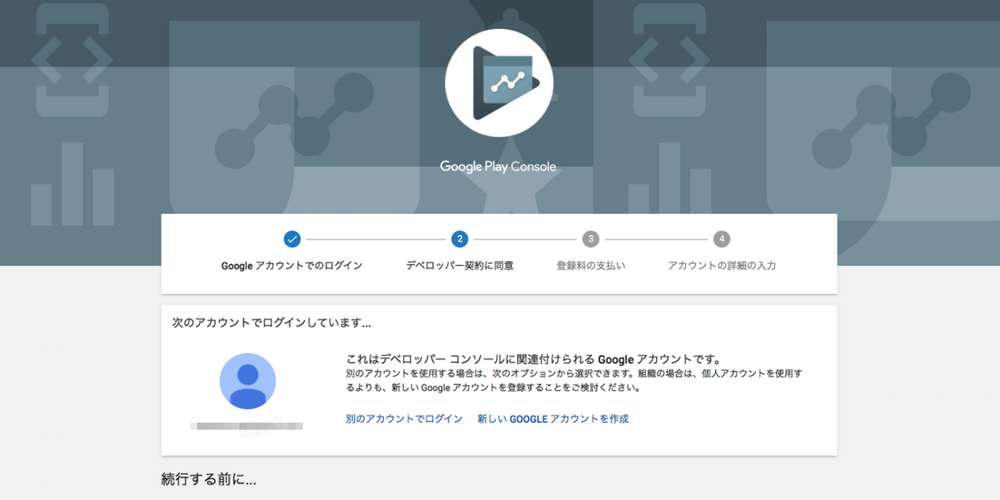 Google Play Console
2
3
4
Google アカウントでのログイン
デベロッパー契約に同意
登録料の支払い
アカウントの詳細の入力
次のアカウントでログインしています...
これはデベロッパー コンソールに関連付けられる Google アカウントです。
別のアカウントを使用する場合は、次のオプションから選択できます。組織の場合は、個人アカウントを使用す
るよりも、新しい Google アカウントを登録することをご検討ください。
別のアカウントでログイン 新しい GOOGLE アカウントを作成
続行する前に...